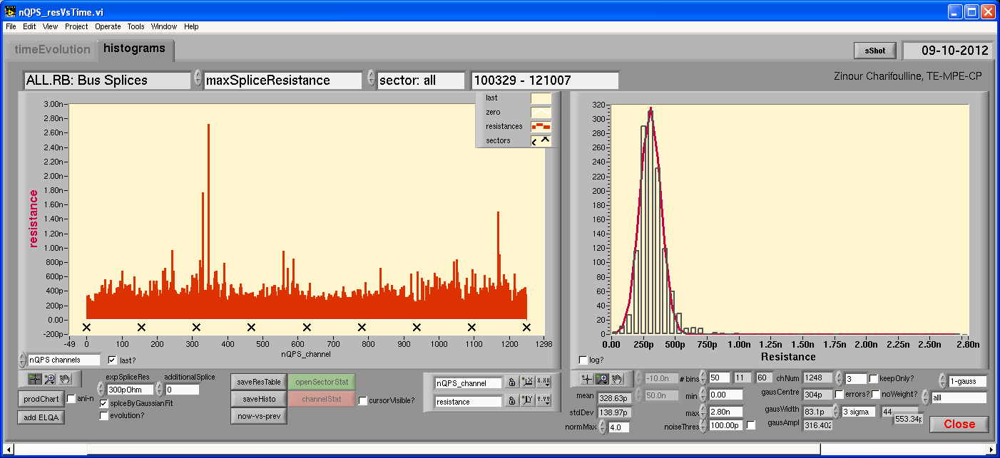 nQPS_resVsTime.vi
File Edit View Project Operate Tools Window Help
timeEvolution histograms sShot 09-10-2012
ALL.RB: Bus Splices maxSpliceResistance sector: all 100329 - 121007 Zinour Charifoulline, TE-MPE-CP
last
zero
resistances
sectors
3.00n
2.80n
2.60n
2.40n
2.20n
2.00n
1.80n
1.60n
1.40n
1.20n
1.00n
800p
600p
400p
200p
0.00
-200p
resistance
-49 0 100 200 300 400 500 600 700 800 900 1000 1100 1200 1298
nQPS_channel
320
300
280
260
240
220
200
180
160
140
120
100
80
60
40
20
0
0.00 250p 500p 750p 1.00n 1.25n 1.50n 1.75n 2.00n 2.25n 2.50n 2.80n
Resistance
nQPS channels last?
log?
expSpliceRes additionalSplice
300pOhm 0
prodChart ani-n
spliceByGaussianFit
add ELQA evolution?
saveResTable openSectorStat
saveHisto channelStat
now-vs-prev
cursorVisible?
nQPS_channel X.XX
resistance Y.YY
-10.0n # bins 50 11 60 chNum 1248 3 keepOnly? 1-gauss
mean 328.63p 50.0n min 0.00 gausCentre 304p errors? noWeight? alll
stdDev 138.97p max 2.80n gausWidth 83.1p 3 sigma 44 553.34p
normMax 4.0 noiseThres 100.00p gausAmpl 316.402 Close